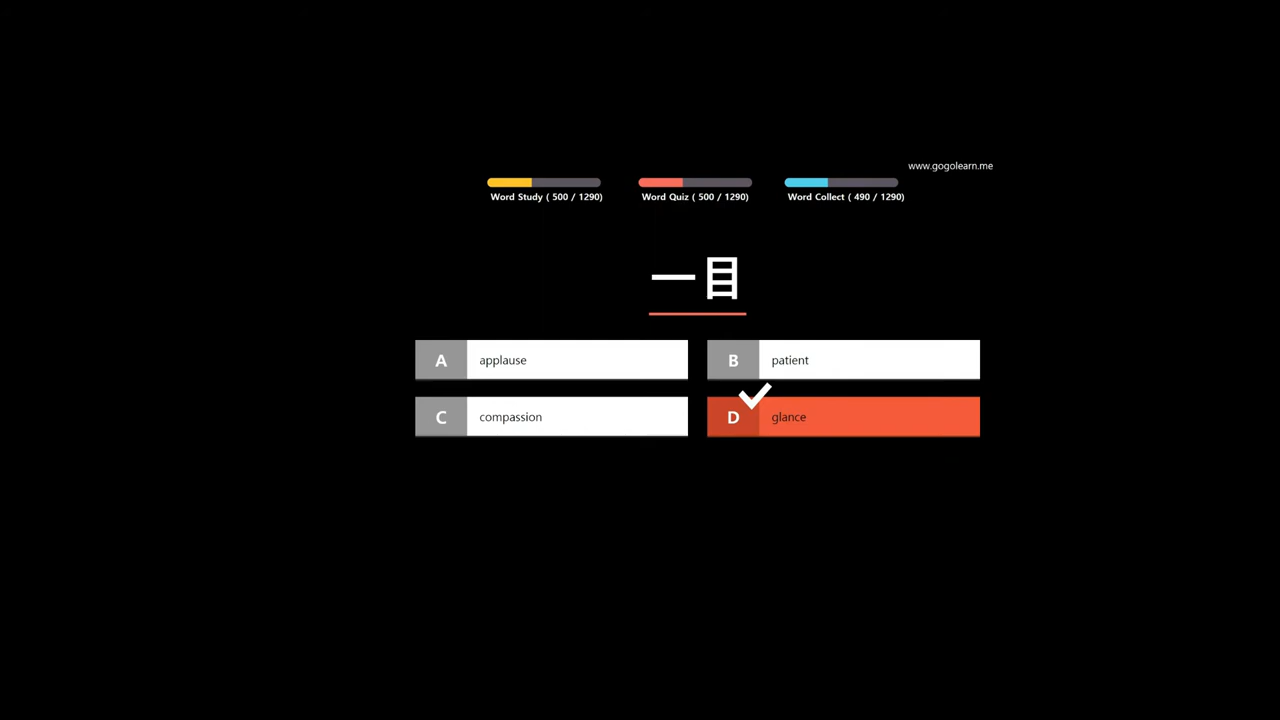 www.gogolearn.me
Word Study ( 500 / 1290)
Word Quiz ( 500 / 1290)
Word Collect ( 490 / 1290)
一目
A applause
B patient
C compassion
D glance